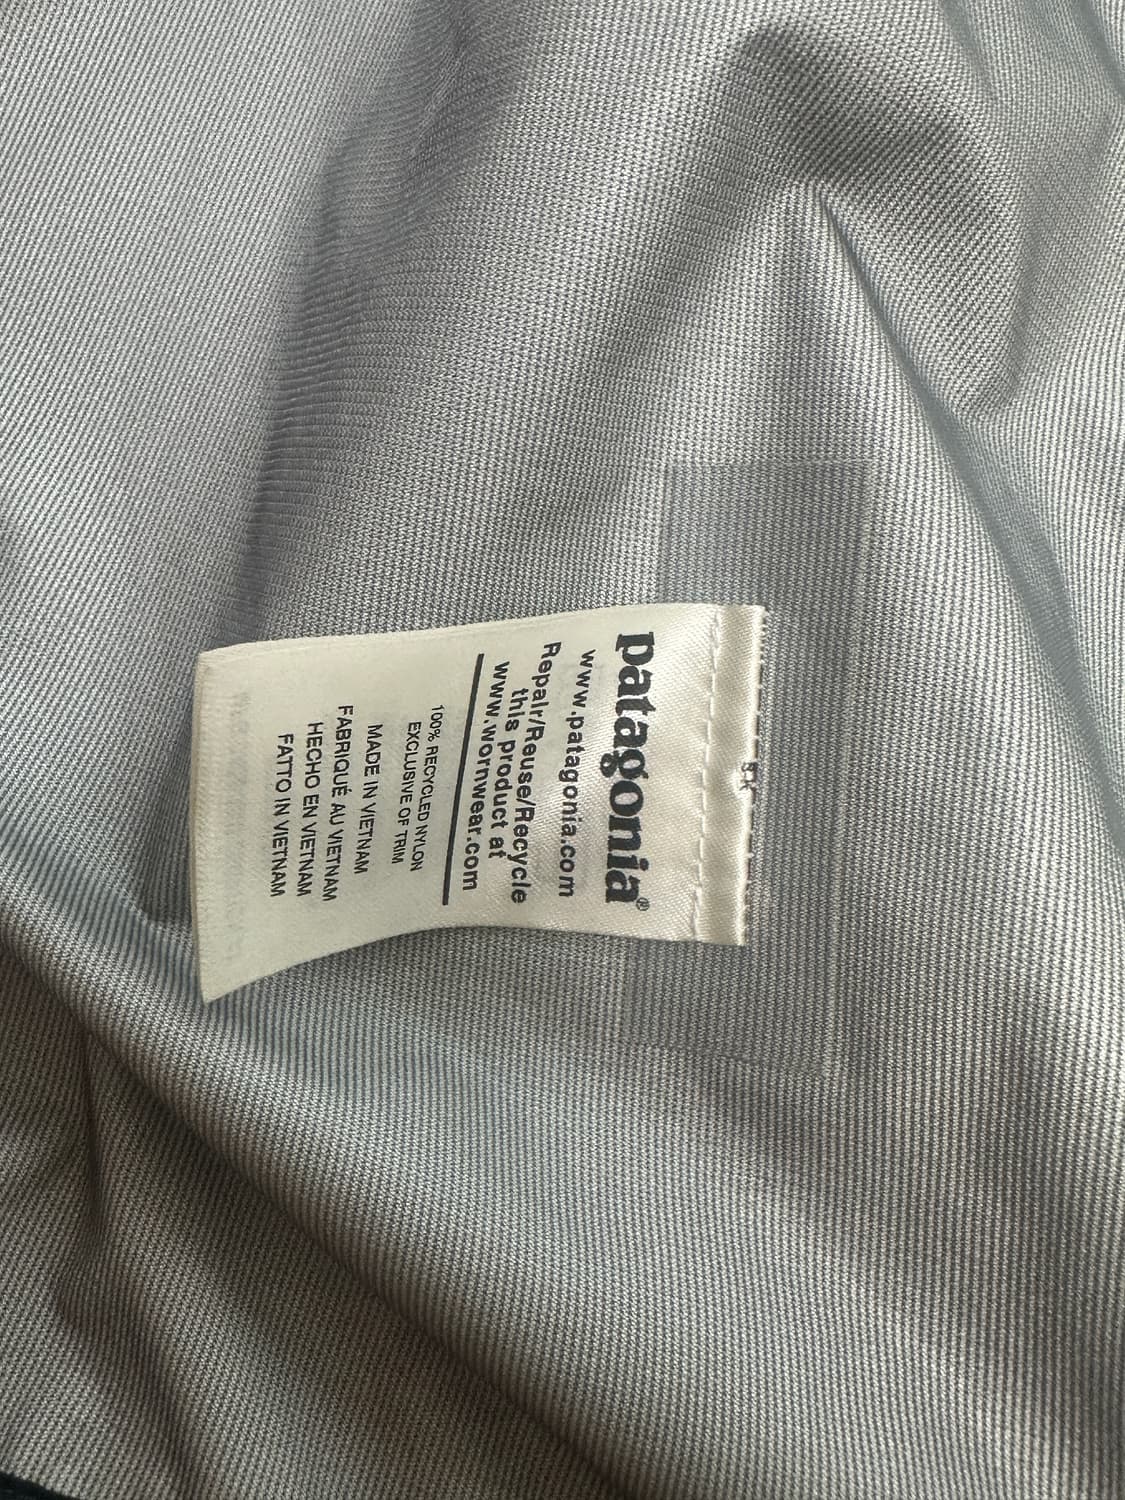 patagonia®
www.patagonia.com
Repair/Reuse/Recycle
this product at
www.wornwear.com
100% RECYCLED NYLON
EXCLUSIVE OF TRIM
MADE IN VIETNAM
FABRIQUÉ AU VIETNAM
HECHO EN VIETNAM
FATTO IN VIETNAM